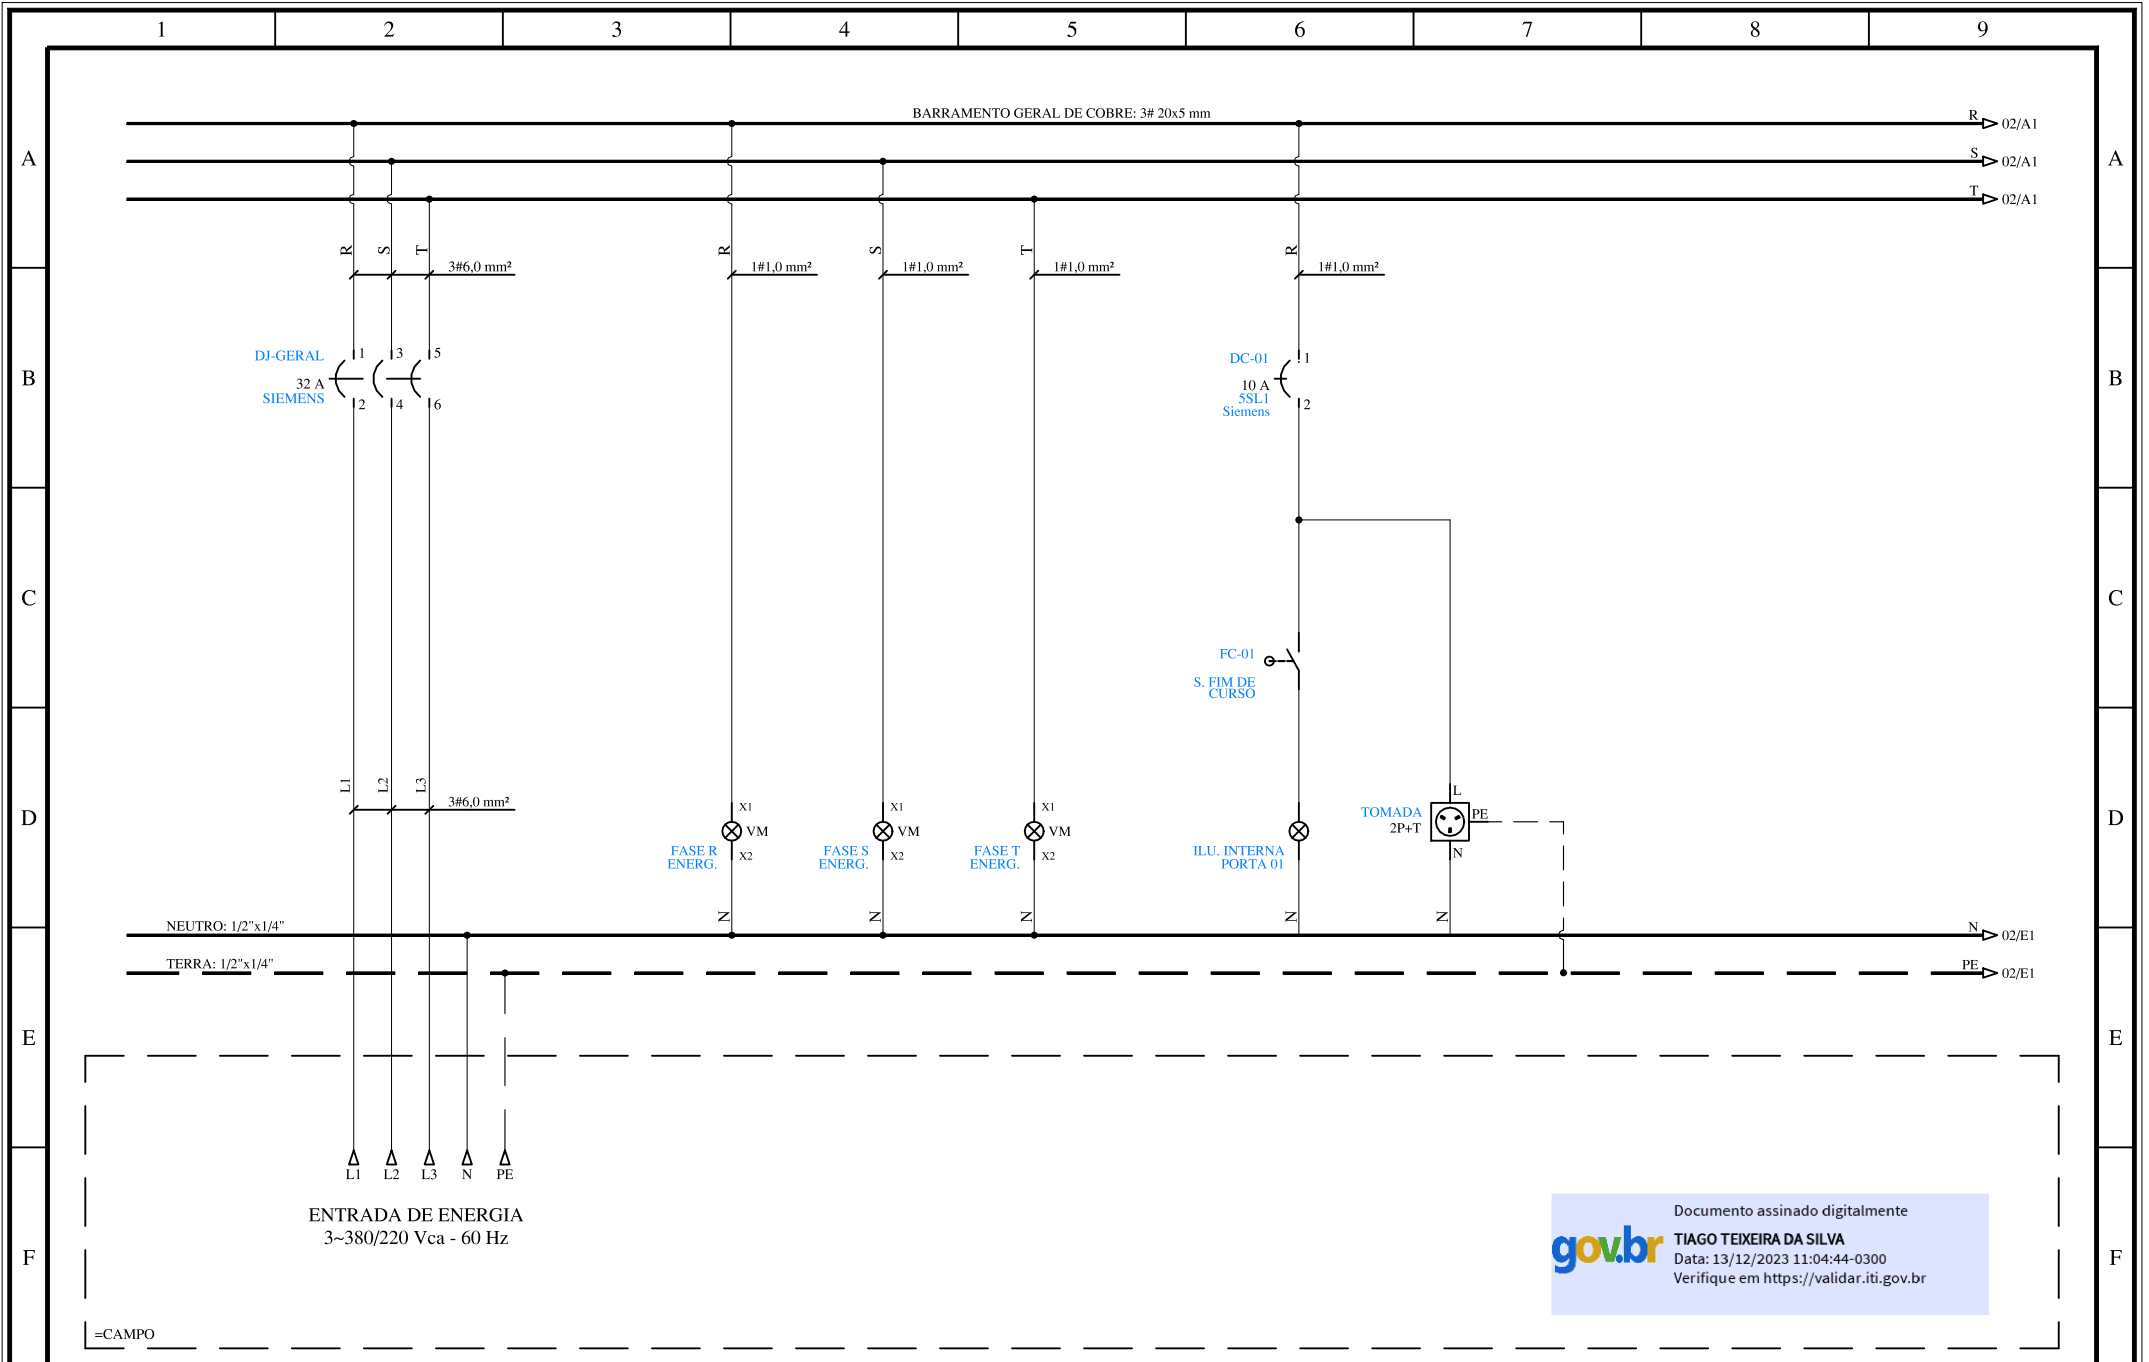 1 2 3 4 5 6 7 8 9
BARRAMENTO GERAL DE COBRE: 3# 20x5 mm
R 02/A1
A S 02/A1 A
T 02/A1
R S T R S T R
3#6,0 mm² 1#1,0 mm² 1#1,0 mm² 1#1,0 mm² 1#1,0 mm²
DJ-GERAL 1 3 5 DC-01 1
B B
32 A 10 A
SIEMENS 2 4 6 5SL1 2
Siemens
C C
FC-01
S. FIM DE
CURSO
L1 L2 L3
3#6,0 mm²
X1 X1 X1 L
D TOMADA PE D
VM VM VM 2P+T
X2 X2 X2 N
FASE R
ENERG.
FASE S
ENERG.
FASE T
ENERG.
ILU. INTERNA
PORTA 01
N N N N N
NEUTRO: 1/2"x1/4" N 02/E1
TERRA: 1/2"x1/4" PE 02/E1
E E
L1 L2 L3 N PE
ENTRADA DE ENERGIA
3~380/220 Vca - 60 Hz
F F
Documento assinado digitalmente
gov.br
TIAGO TEIXEIRA DA SILVA
Data: 13/12/2023 11:04:44-0300
Verifique em https://validar.iti.gov.br
=CAMPO